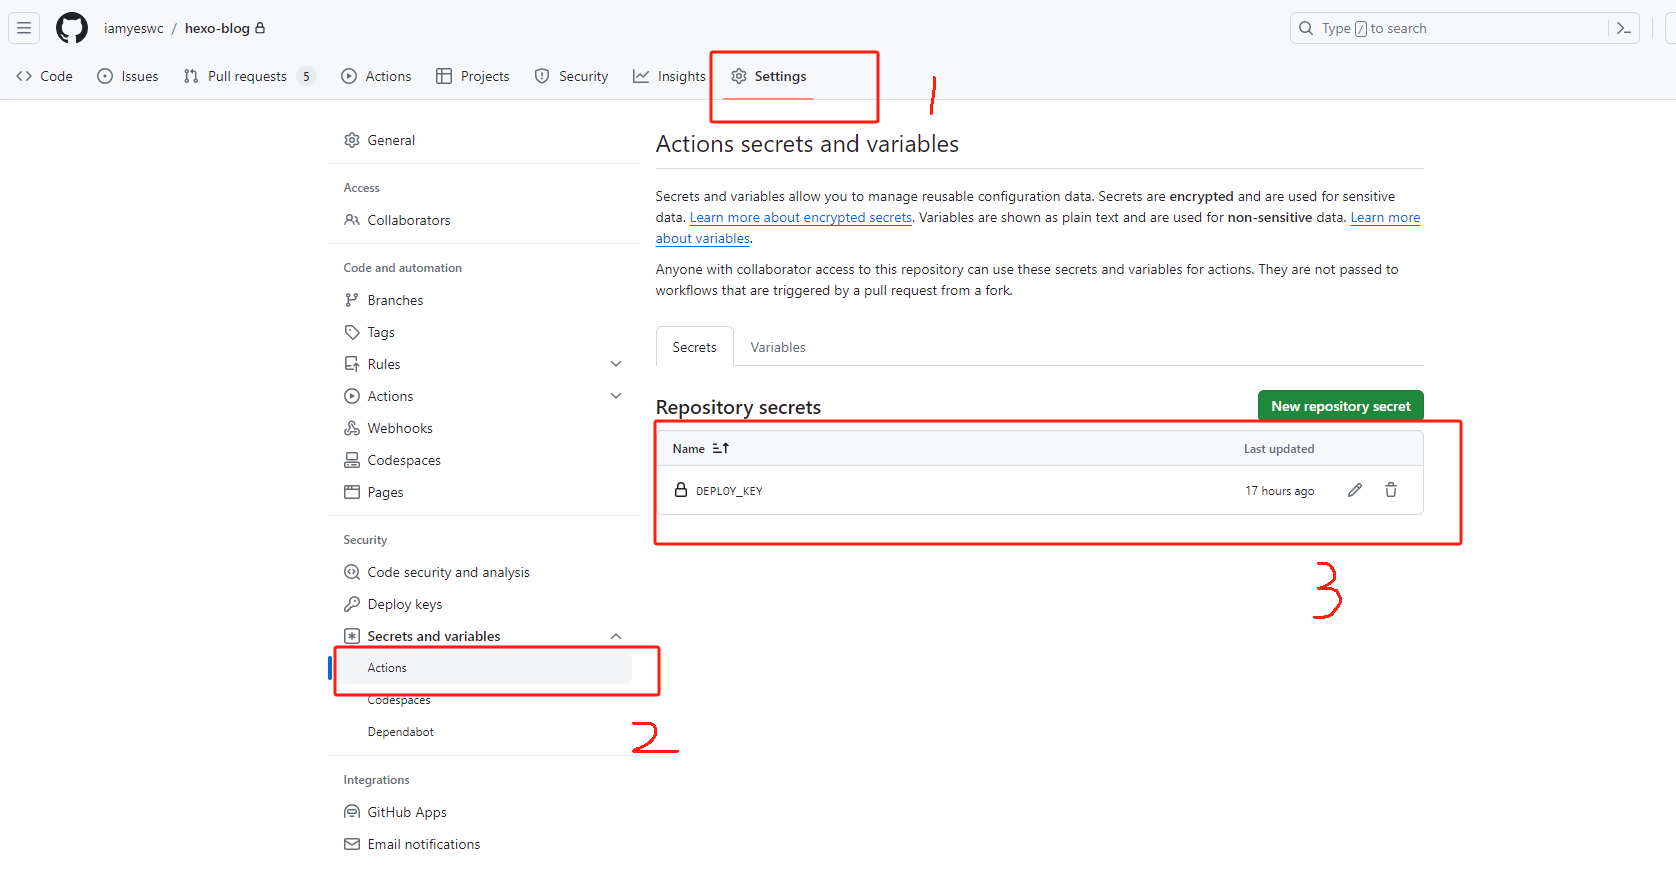 iamyeswc / hexo-blog
Type / to search
Code
Issues
Pull requests 5
Actions
Projects
Security
Insights
Settings
1
General
Access
Collaborators
Code and automation
Branches
Tags
Rules
Actions
Webhooks
Codespaces
Pages
Security
Code security and analysis
Deploy keys
Secrets and variables
Actions
Codespaces
Dependabot
2
Integrations
GitHub Apps
Email notifications
Actions secrets and variables
Secrets and variables allow you to manage reusable configuration data. Secrets are encrypted and are used for sensitive
data. Learn more about encrypted secrets. Variables are shown as plain text and are used for non-sensitive data. Learn more
about variables.
Anyone with collaborator access to this repository can use these secrets and variables for actions. They are not passed to
workflows that are triggered by a pull request from a fork.
Secrets
Variables
Repository secrets
New repository secret
Name
Last updated
DEPLOY_KEY
17 hours ago
3